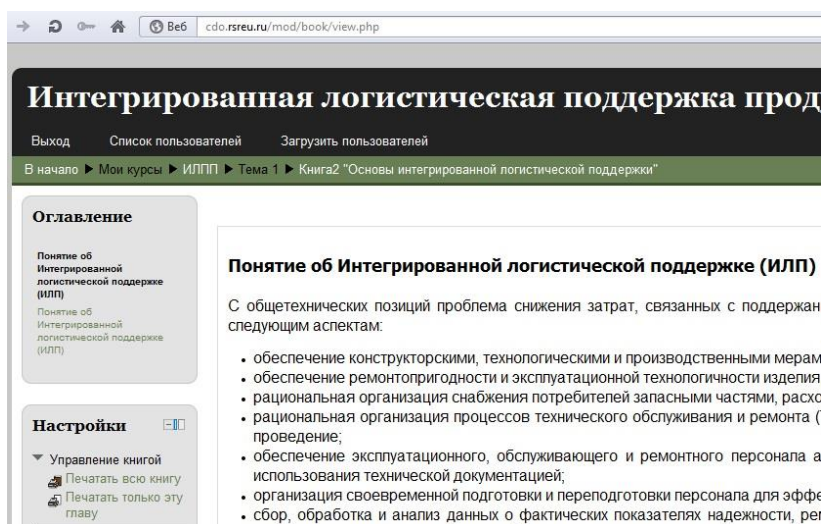 Веб
cdo.rsreu.ru/mod/book/view.php
Интегрированная логистическая поддержка прод
Выход Список пользователей Загрузить пользователей
В начало ▶ Мои курсы ▶ ИЛПП ▶ Тема 1 ▶ Книга2 "Основы интегрированной логистической поддержки"
Оглавление
Понятие об
Интегрированной
логистической поддержке
(ИЛП)
Понятие об
Интегрированной
логистической поддержке
(ИЛП)
Настройки
Управление книгой
Печатать всю книгу
Печатать только эту
главу
Понятие об Интегрированной логистической поддержке (ИЛП)
С общетехнических позиций проблема снижения затрат, связанных с поддержан
следующим аспектам:
• обеспечение конструкторскими, технологическими и производственными мерам
• обеспечение ремонтопригодности и эксплуатационной технологичности изделия
• рациональная организация снабжения потребителей запасными частями, расхо
• рациональная организация процессов технического обслуживания и ремонта (
проведение;
• обеспечение эксплуатационного, обслуживающего и ремонтного персонала а
использования технической документацией;
• организация своевременной подготовки и переподготовки персонала для эффе
• сбор, обработка и анализ данных о фактических показателях надежности, рем